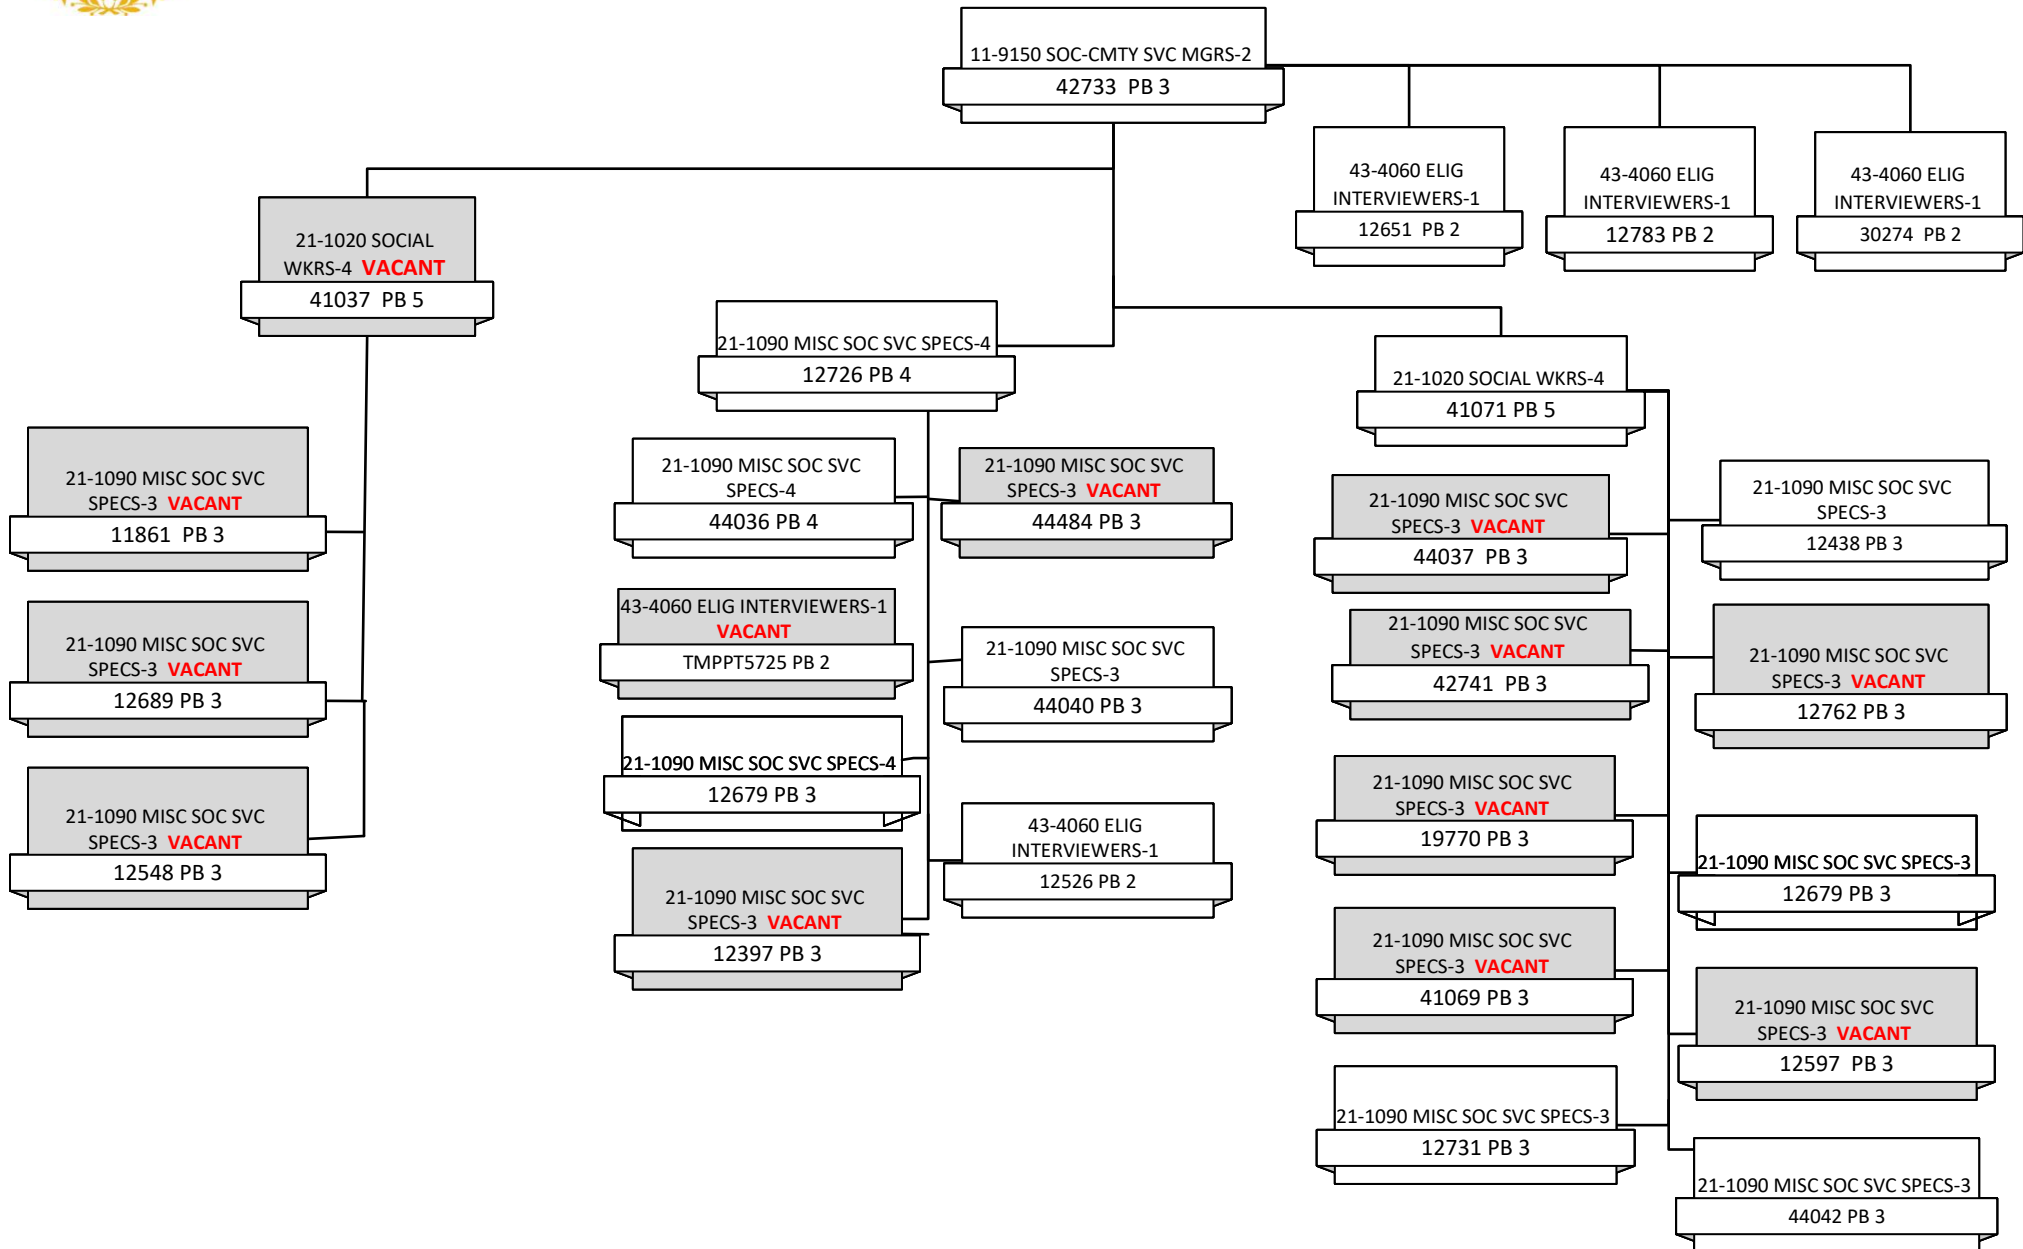 11-9150 SOC-CMTY SVC MGRS-2
42733  PB 3
43-4060 ELIG
INTERVIEWERS-1
12651  PB 2
43-4060 ELIG
INTERVIEWERS-1
12783 PB 2
43-4060 ELIG
INTERVIEWERS-1
30274  PB 2
21-1020 SOCIAL
WKRS-4  VACANT
41037  PB 5
21-1090 MISC SOC SVC
SPECS-3  VACANT
11861  PB 3
21-1090 MISC SOC SVC
SPECS-3  VACANT
12689 PB 3
21-1090 MISC SOC SVC
SPECS-3  VACANT
12548 PB 3
21-1090 MISC SOC SVC SPECS-4
12726 PB 4
21-1090 MISC SOC SVC
SPECS-4
44036 PB 4
21-1090 MISC SOC SVC
SPECS-3  VACANT
44484 PB 3
43-4060 ELIG INTERVIEWERS-1
VACANT
TMPPT5725 PB 2
21-1090 MISC SOC SVC
SPECS-3
44040 PB 3
21-1090 MISC SOC SVC SPECS-4
12679 PB 3
43-4060 ELIG
INTERVIEWERS-1
12526 PB 2
21-1090 MISC SOC SVC
SPECS-3  VACANT
12397 PB 3
21-1020 SOCIAL WKRS-4
41071 PB 5
21-1090 MISC SOC SVC
SPECS-3  VACANT
44037  PB 3
21-1090 MISC SOC SVC
SPECS-3
12438 PB 3
21-1090 MISC SOC SVC
SPECS-3  VACANT
42741  PB 3
21-1090 MISC SOC SVC
SPECS-3  VACANT
12762 PB 3
21-1090 MISC SOC SVC
SPECS-3  VACANT
19770 PB 3
21-1090 MISC SOC SVC SPECS-3
12679 PB 3
21-1090 MISC SOC SVC
SPECS-3  VACANT
41069 PB 3
21-1090 MISC SOC SVC
SPECS-3  VACANT
12597  PB 3
21-1090 MISC SOC SVC SPECS-3
12731 PB 3
21-1090 MISC SOC SVC SPECS-3
44042 PB 3